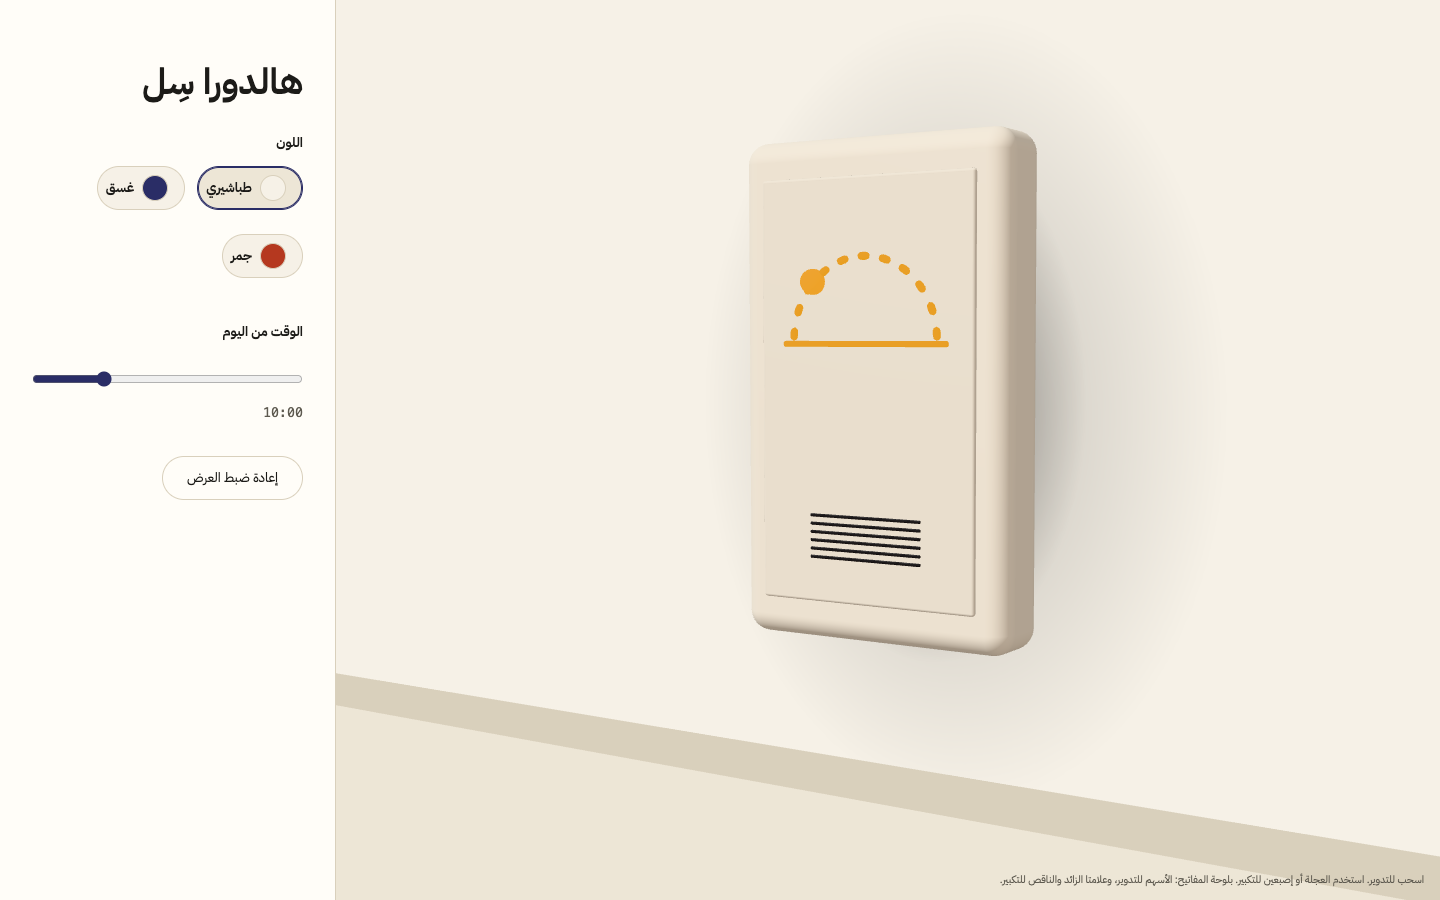 هالدورا سِل
اللون
طباشيري
غسق
جمر
الوقت من اليوم
10:00
إعادة ضبط العرض
اسحب للتدوير. استخدم العجلة أو إصبعين للتكبير. بلوحة المفاتيح: الأسهم للتدوير، وعلامتا الزائد والناقص للتكبير.